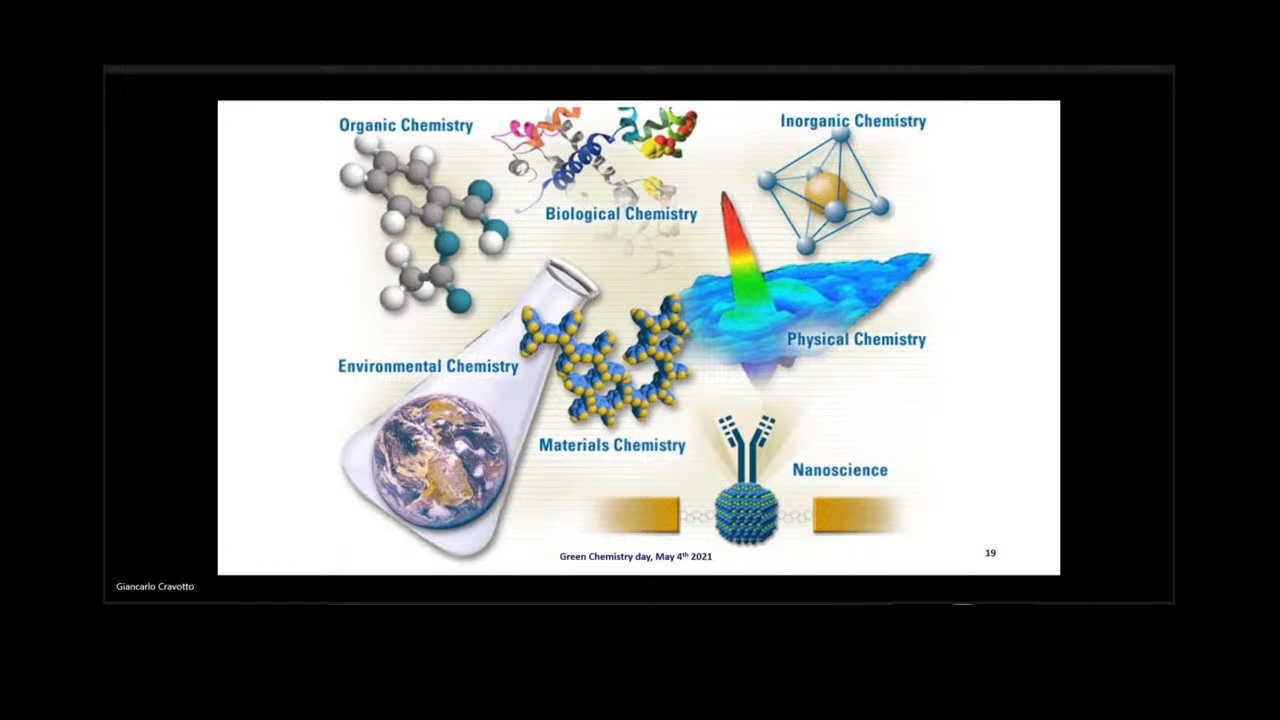 Organic Chemistry
Inorganic Chemistry
Biological Chemistry
Physical Chemistry
Environmental Chemistry
Materials Chemistry
Nanoscience
Green Chemistry day, May 4th 2021
19
Giancarlo Cravotto